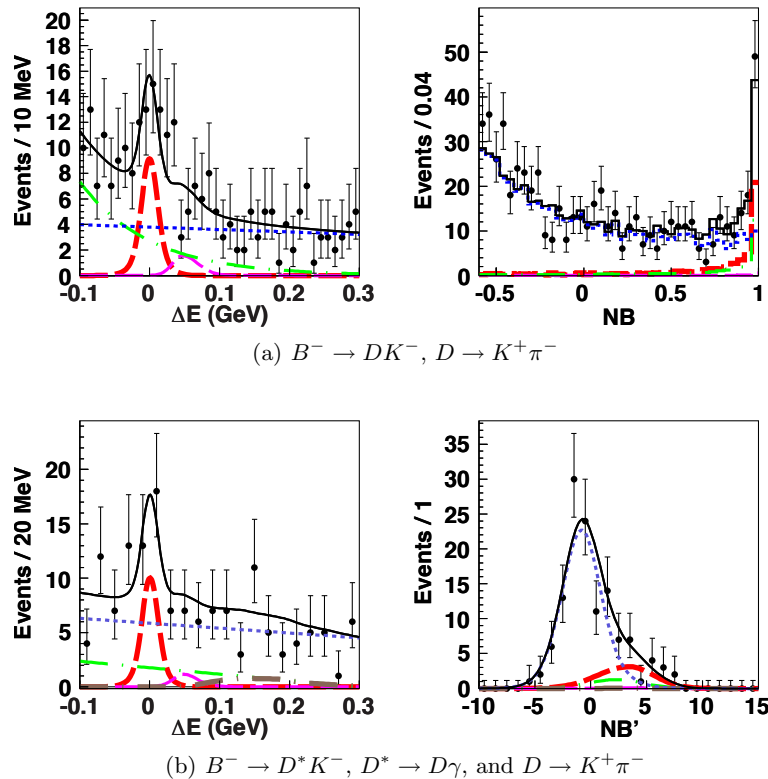 Events / 10 MeV
20
18
16
14
12
10
8
6
4
2
0
-0.1 0 0.1 0.2 0.3
ΔE (GeV)
Events / 0.04
50
40
30
20
10
0
-0.5 0 0.5 1
NB
(a) B⁻ → DK⁻, D → K⁺π⁻
Events / 20 MeV
20
15
10
5
0
-0.1 0 0.1 0.2 0.3
ΔE (GeV)
Events / 1
35
30
25
20
15
10
5
0
-10 -5 0 5 10 15
NB'
(b) B⁻ → D*K⁻, D* → Dγ, and D → K⁺π⁻